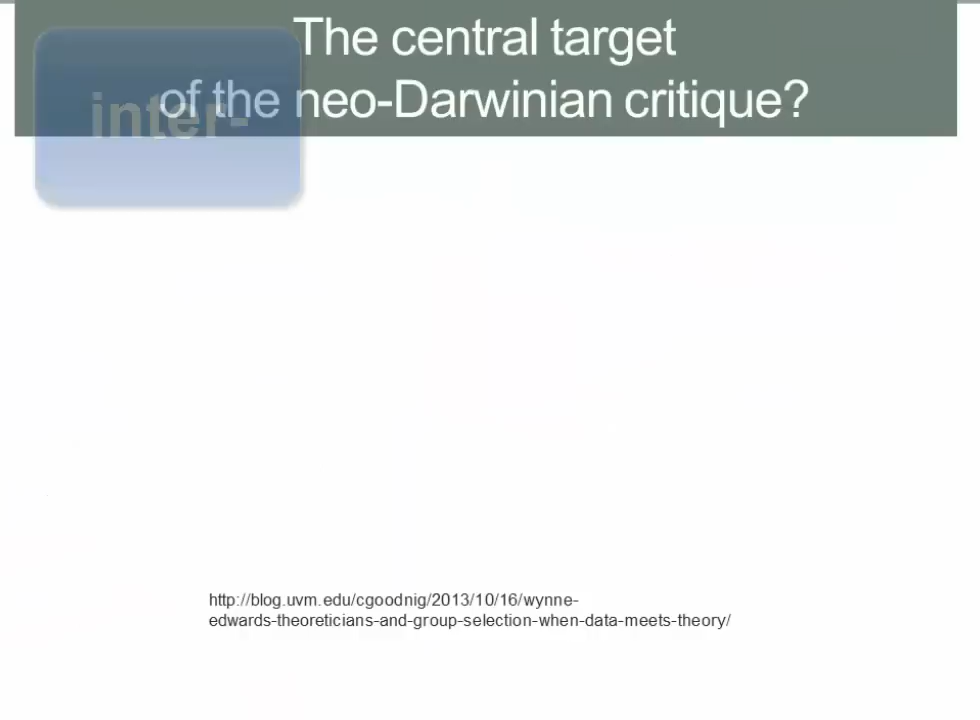 The central target
of the neo-Darwinian critique?
inter-
http://blog.uvm.edu/cgoodnig/2013/10/16/wynne-
edwards-theoreticians-and-group-selection-when-data-meets-theory/